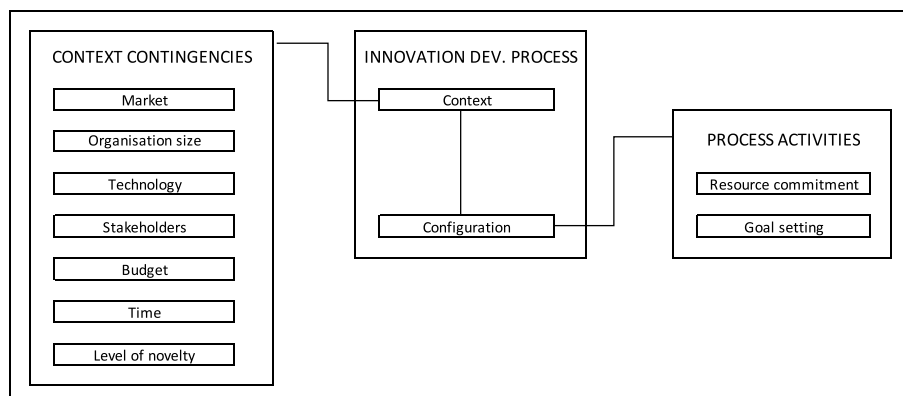 CONTEXT CONTINGENCIES
Market
Organisation size
Technology
Stakeholders
Budget
Time
Level of novelty
INNOVATION DEV. PROCESS
Context
Configuration
PROCESS ACTIVITIES
Resource commitment
Goal setting